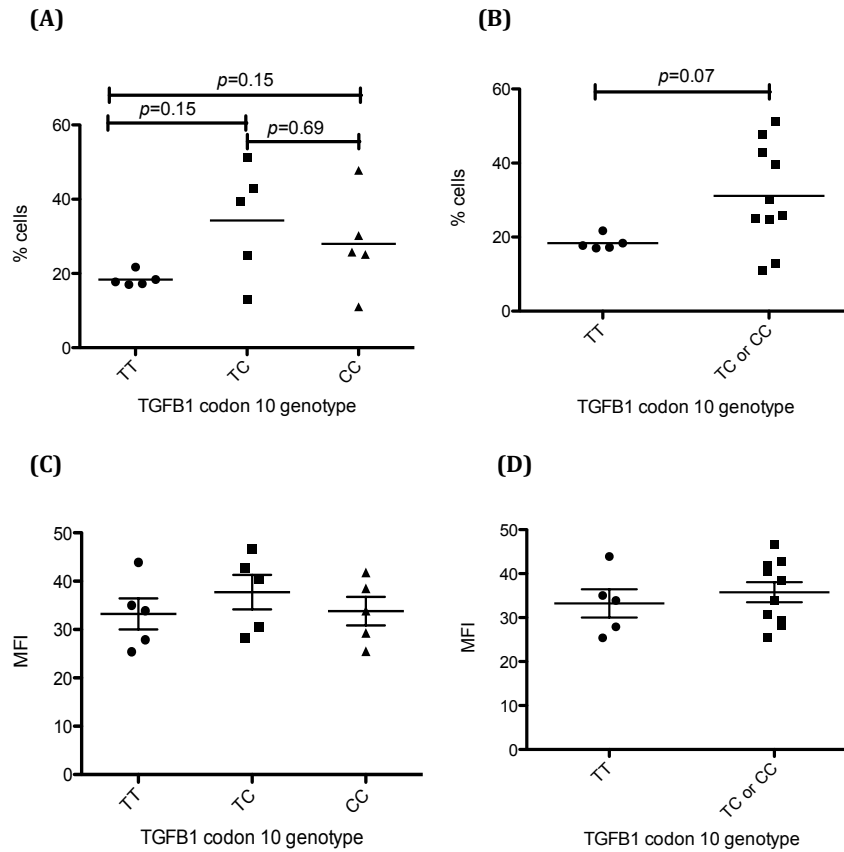 (A)
p=0.15
p=0.15
p=0.69
60
40
20
0
% cells
TT
TC
CC
TGFB1 codon 10 genotype
(B)
p=0.07
60
40
20
0
% cells
TT
TC or CC
TGFB1 codon 10 genotype
(C)
50
40
30
20
10
0
MFI
TT
TC
CC
TGFB1 codon 10 genotype
(D)
50
40
30
20
10
0
MFI
TT
TC or CC
TGFB1 codon 10 genotype